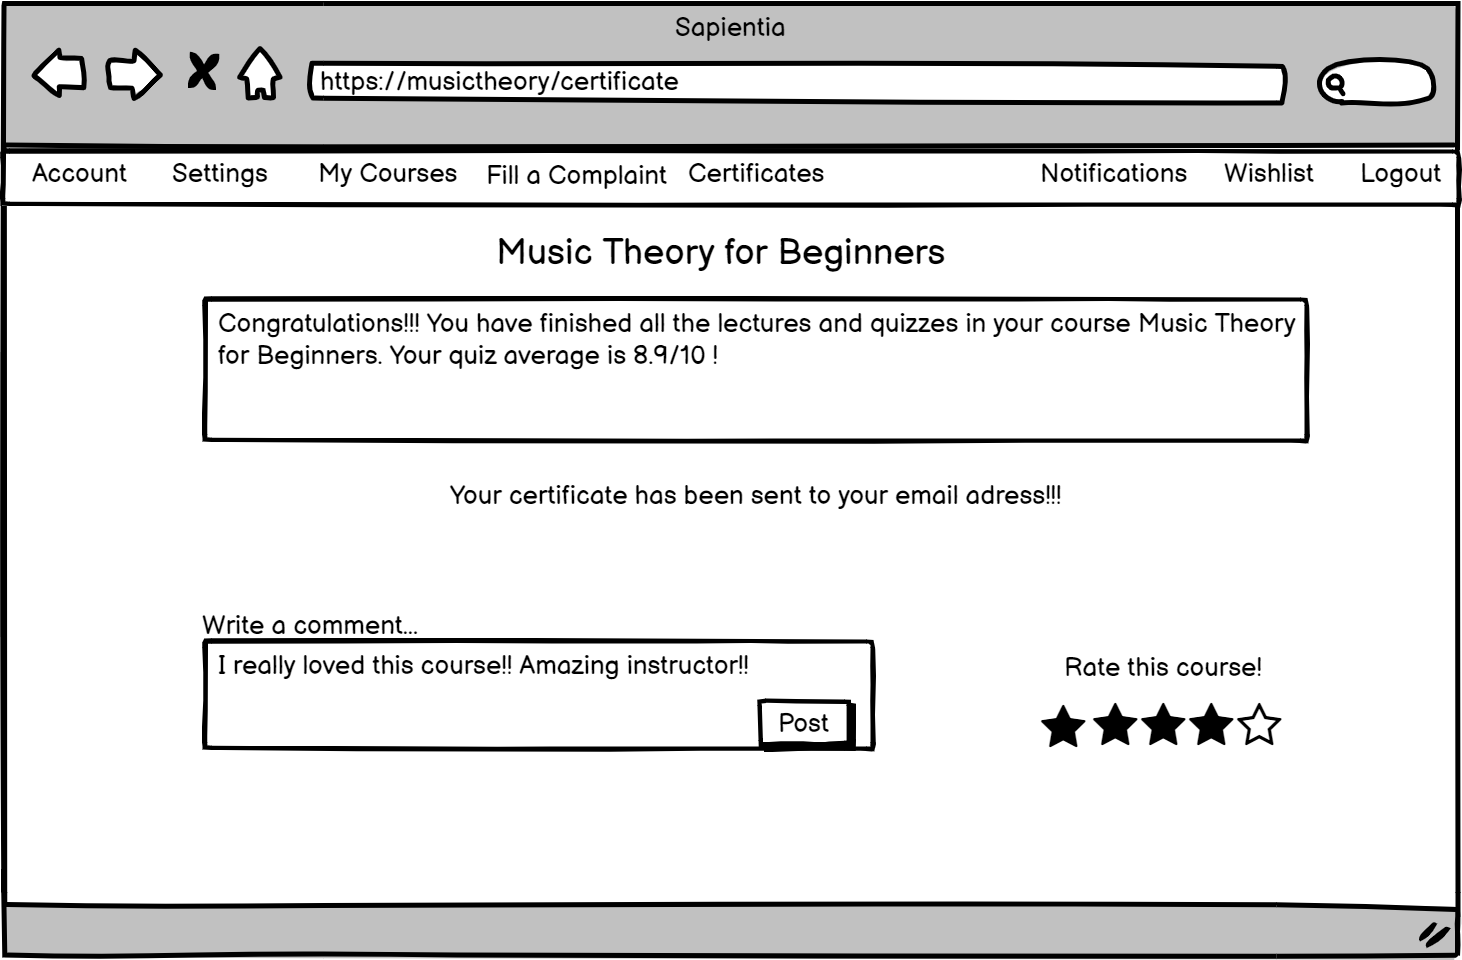 Sapientia
https://musictheory/certificate
Account Settings My Courses Fill a Complaint Certificates Notifications Wishlist Logout
Music Theory for Beginners
Congratulations!!! You have finished all the lectures and quizzes in your course Music Theory
for Beginners. Your quiz average is 8.9/10 !
Your certificate has been sent to your email adress!!!
Write a comment...
I really loved this course!! Amazing instructor!!
Post
Rate this course!